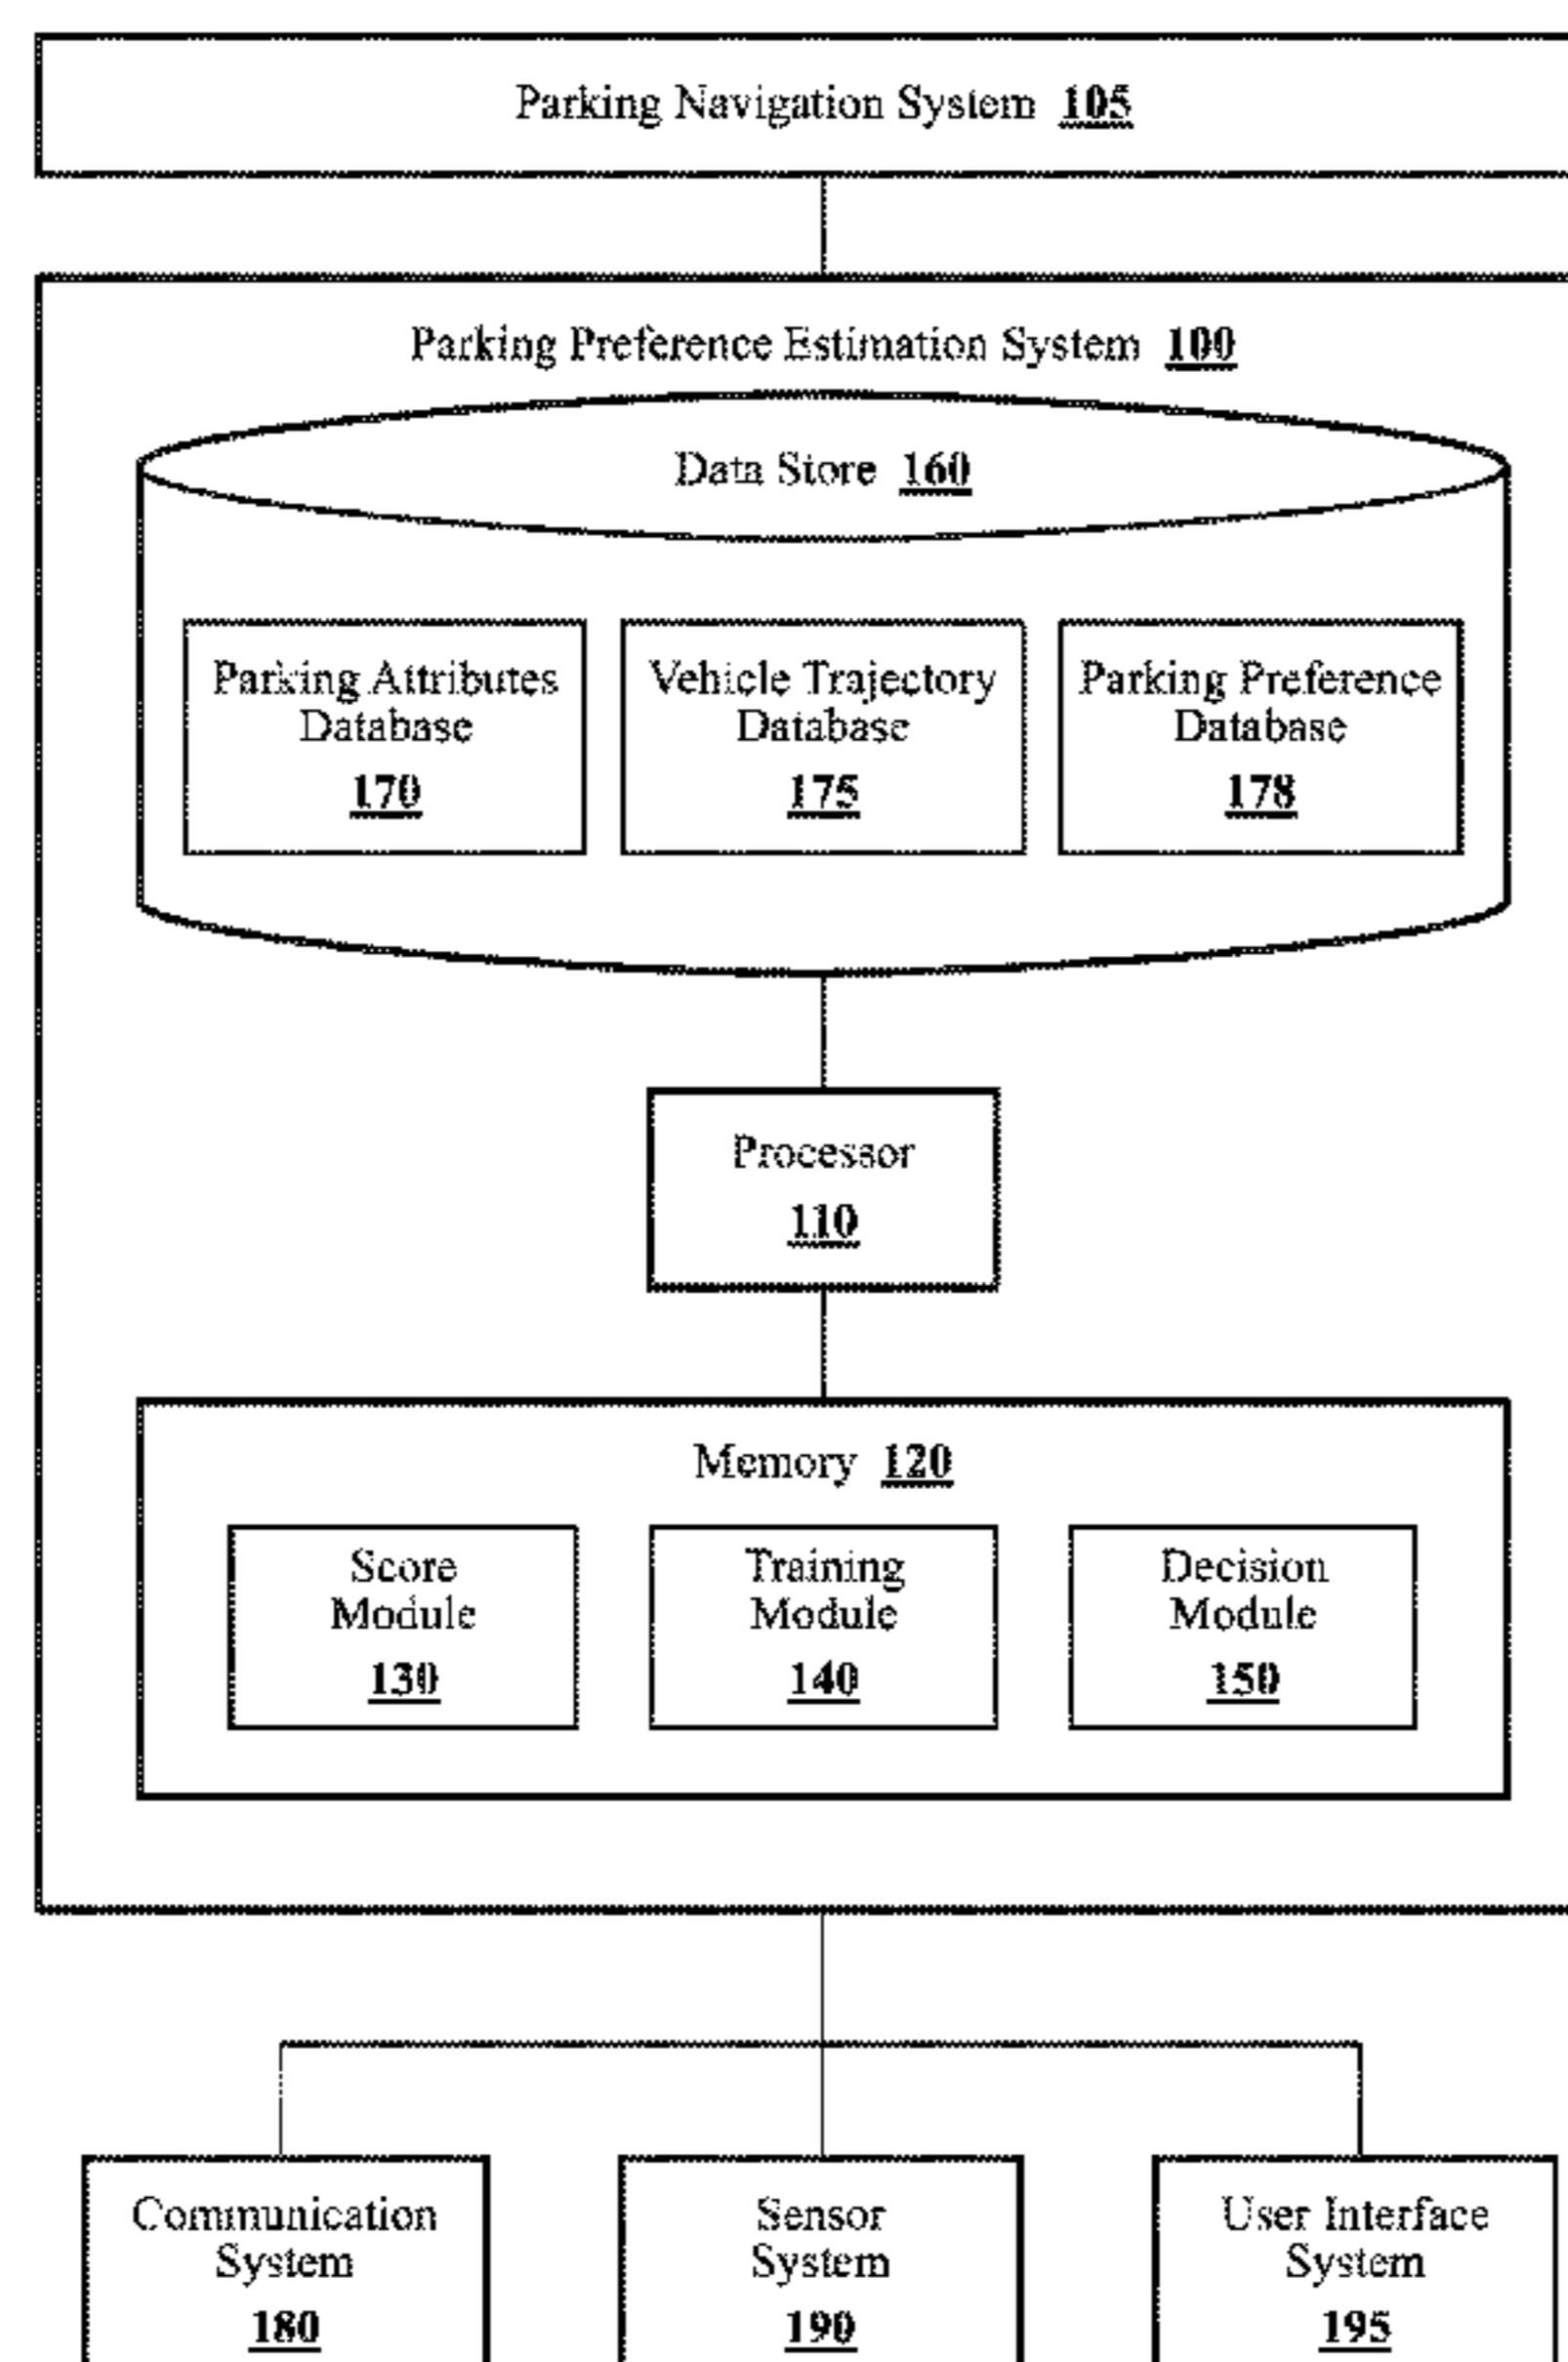 Parking Navigation System 105
Parking Preference Estimation System 100
Data Store 160
Parking Attributes
Database
170
Vehicle Trajectory
Database
175
Parking Preference
Database
178
Processor
110
Memory 120
Score
Module
130
Training
Module
140
Decision
Module
150
Communication
System
180
Sensor
System
190
User Interface
System
195